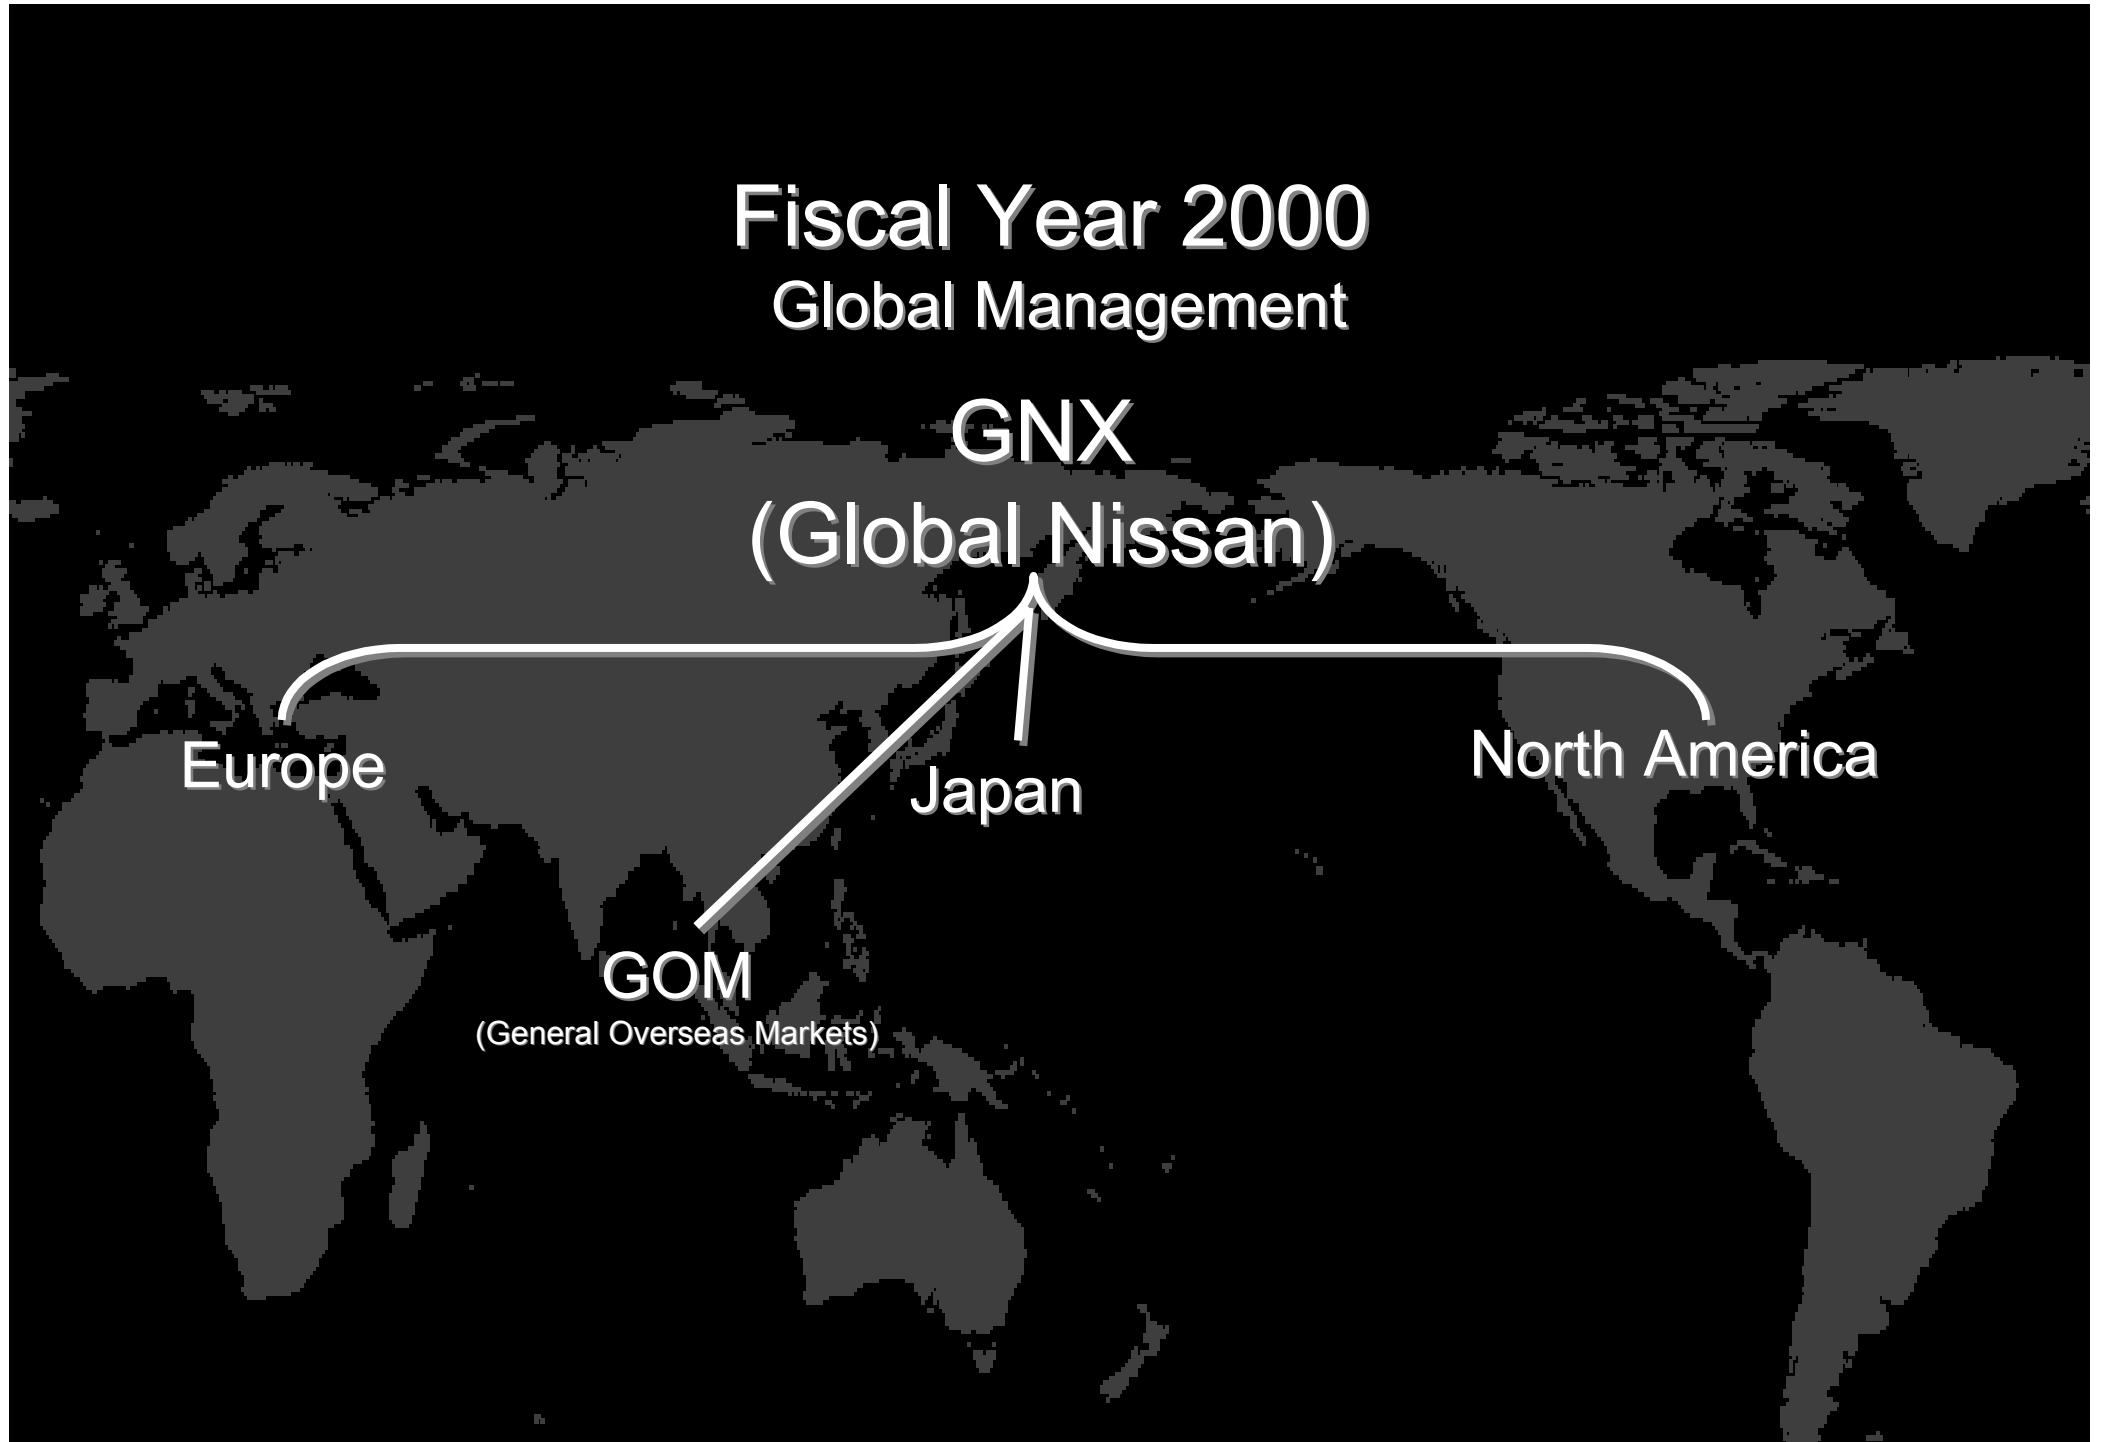 Fiscal Year 2000
Global Management
GNX
(Global Nissan)
Europe
North America
Japan
GOM
(General Overseas Markets)